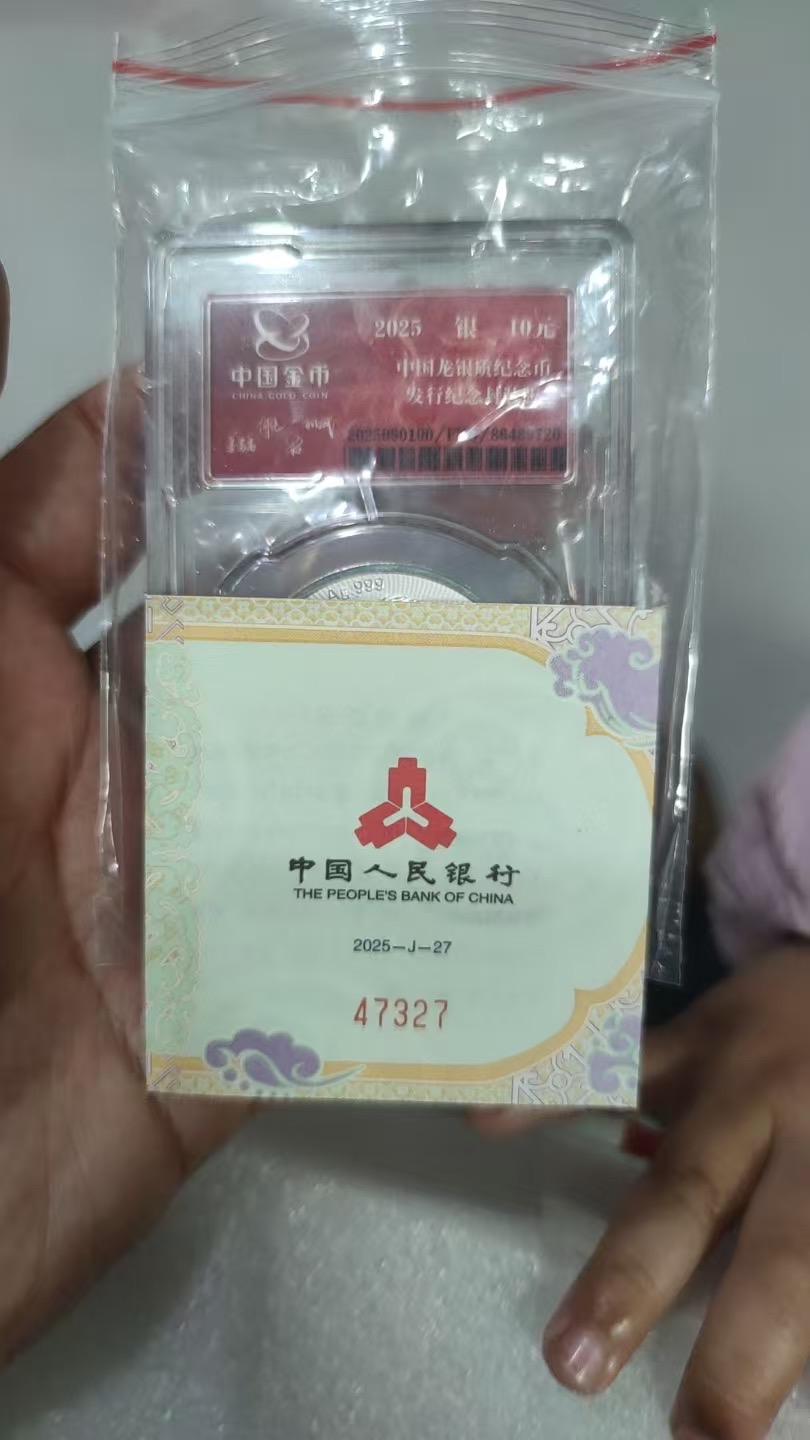 2025 银 10元
中国金币
CHINA GOLD COIN
中国龙银质纪念币
发行纪念封装版
Ag 999
中国人民银行
THE PEOPLE'S BANK OF CHINA
2025-J-27
47327